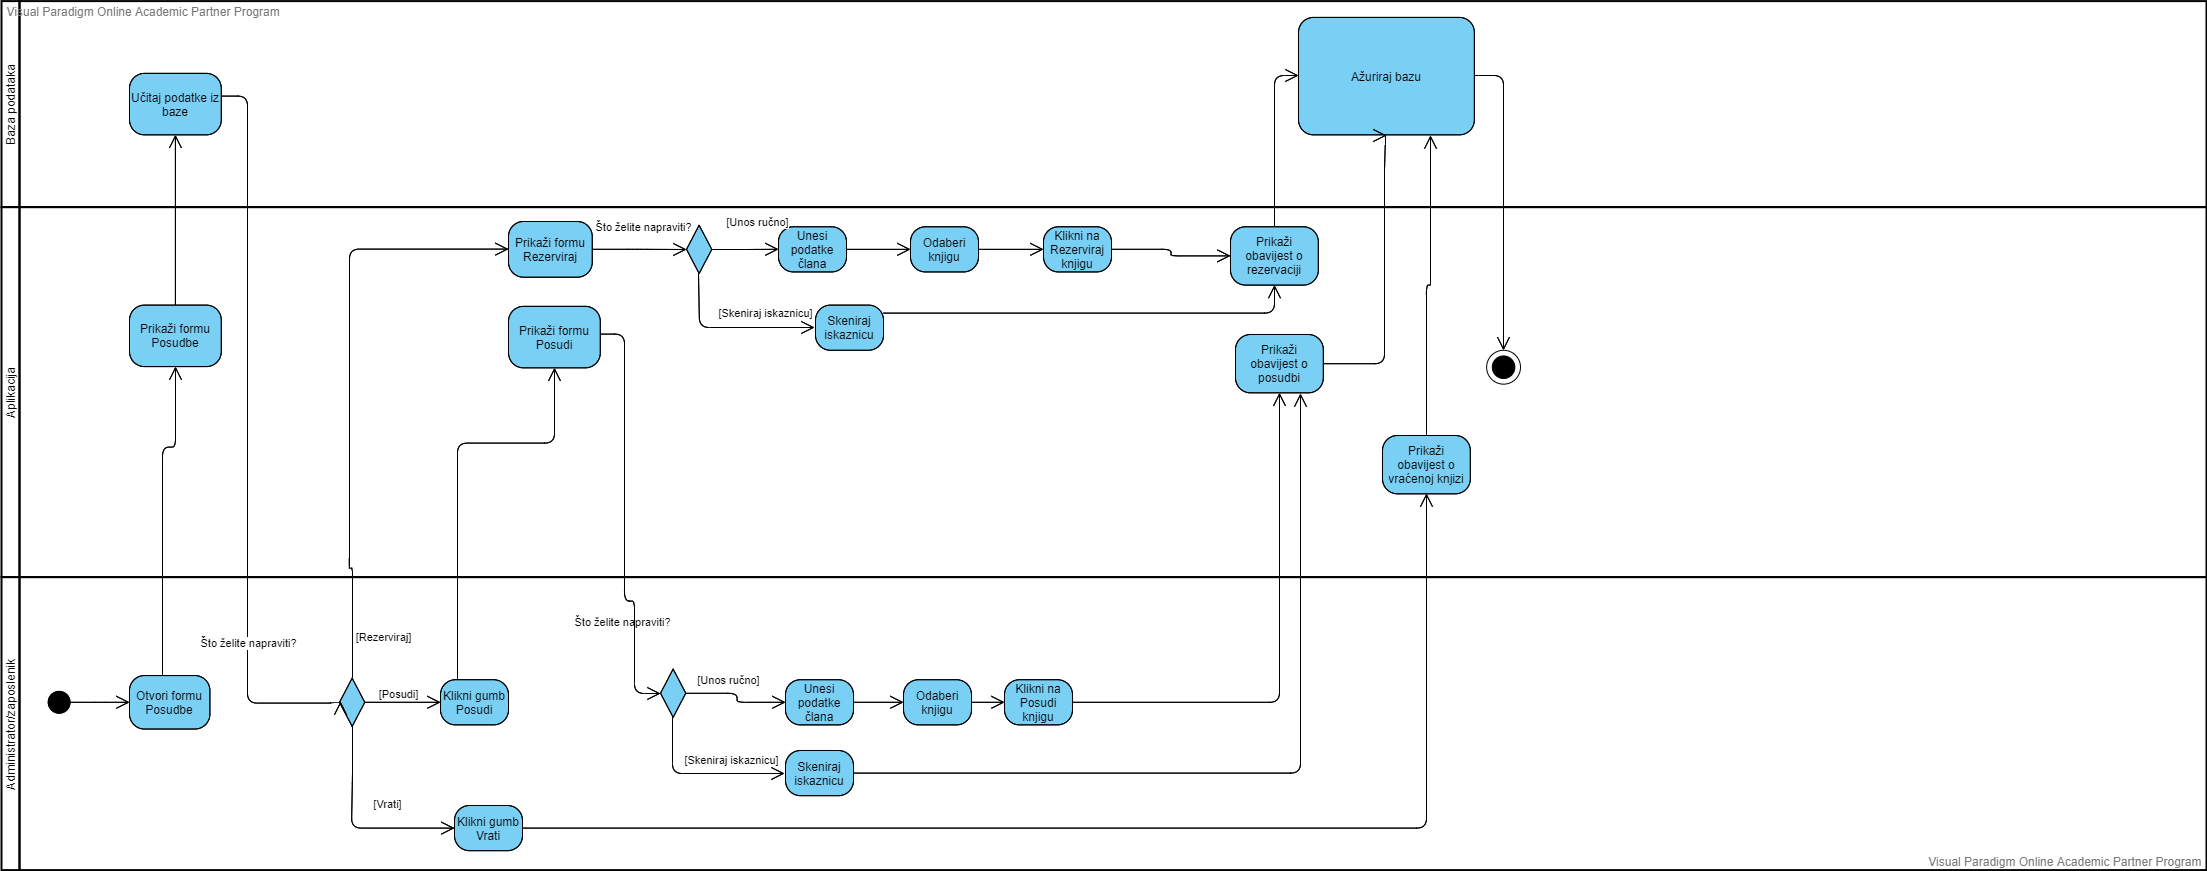 Visual Paradigm Online Academic Partner Program
Baza podataka
Učitaj podatke iz
baze
Ažuriraj bazu
Aplikacija
Prikaži formu
Posudbe
Prikaži formu
Rezerviraj
Što želite napraviti?
[Unos ručno]
Unesi
podatke
člana
Odaberi
knjigu
Klikni na
Rezerviraj
knjigu
Prikaži
obavijest o
rezervaciji
[Skeniraj iskaznicu]
Skeniraj
iskaznicu
Prikaži formu
Posudi
Prikaži
obavijest o
posudbi
Prikaži
obavijest o
vraćenoj knjizi
Administrator/zaposlenik
Otvori formu
Posudbe
Što želite napraviti?
[Rezerviraj]
[Posudi]
Klikni gumb
Posudi
Što želite napraviti?
[Unos ručno]
Unesi
podatke
člana
Odaberi
knjigu
Klikni na
Posudi
knjigu
[Skeniraj iskaznicu]
Skeniraj
iskaznicu
[Vrati]
Klikni gumb
Vrati
Visual Paradigm Online Academic Partner Program